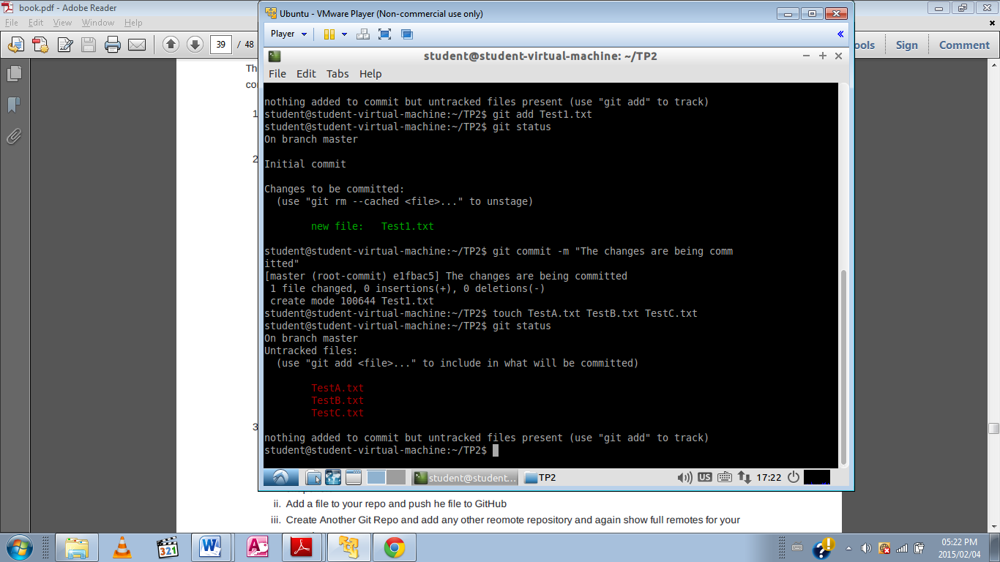 book.pdf - Adobe Reader
File Edit View Window Help
39 / 48
Tools Sign Comment
Th
co
1
2
3
Ubuntu - VMware Player (Non-commercial use only)
Player
«
student@student-virtual-machine: ~/TP2
File Edit Tabs Help
nothing added to commit but untracked files present (use "git add" to track)
student@student-virtual-machine:~/TP2$ git add Test1.txt
student@student-virtual-machine:~/TP2$ git status
On branch master
Initial commit
Changes to be committed:
(use "git rm --cached <file>..." to unstage)
new file: Test1.txt
student@student-virtual-machine:~/TP2$ git commit -m "The changes are being comm
itted"
[master (root-commit) e1fbac5] The changes are being committed
1 file changed, 0 insertions(+), 0 deletions(-)
create mode 100644 Test1.txt
student@student-virtual-machine:~/TP2$ touch TestA.txt TestB.txt TestC.txt
student@student-virtual-machine:~/TP2$ git status
On branch master
Untracked files:
(use "git add <file>..." to include in what will be committed)
TestA.txt
TestB.txt
TestC.txt
nothing added to commit but untracked files present (use "git add" to track)
student@student-virtual-machine:~/TP2$
student@student... TP2 US 17:22
ii. Add a file to your repo and push he file to GitHub
iii. Create Another Git Repo and add any other reomote repository and again show full remotes for your
321
05:22 PM
2015/02/04